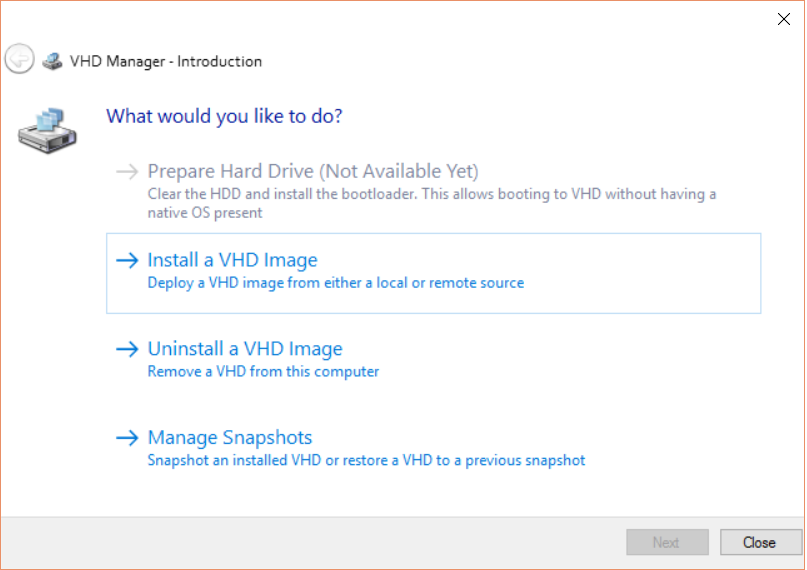 VHD Manager - Introduction
What would you like to do?
Prepare Hard Drive (Not Available Yet)
Clear the HDD and install the bootloader. This allows booting to VHD without having a
native OS present
Install a VHD Image
Deploy a VHD image from either a local or remote source
Uninstall a VHD Image
Remove a VHD from this computer
Manage Snapshots
Snapshot an installed VHD or restore a VHD to a previous snapshot
Next
Close